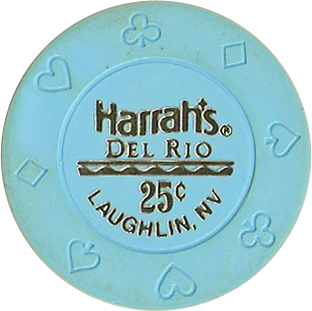 Harrah's®
DEL RIO
25¢
LAUGHLIN, NV